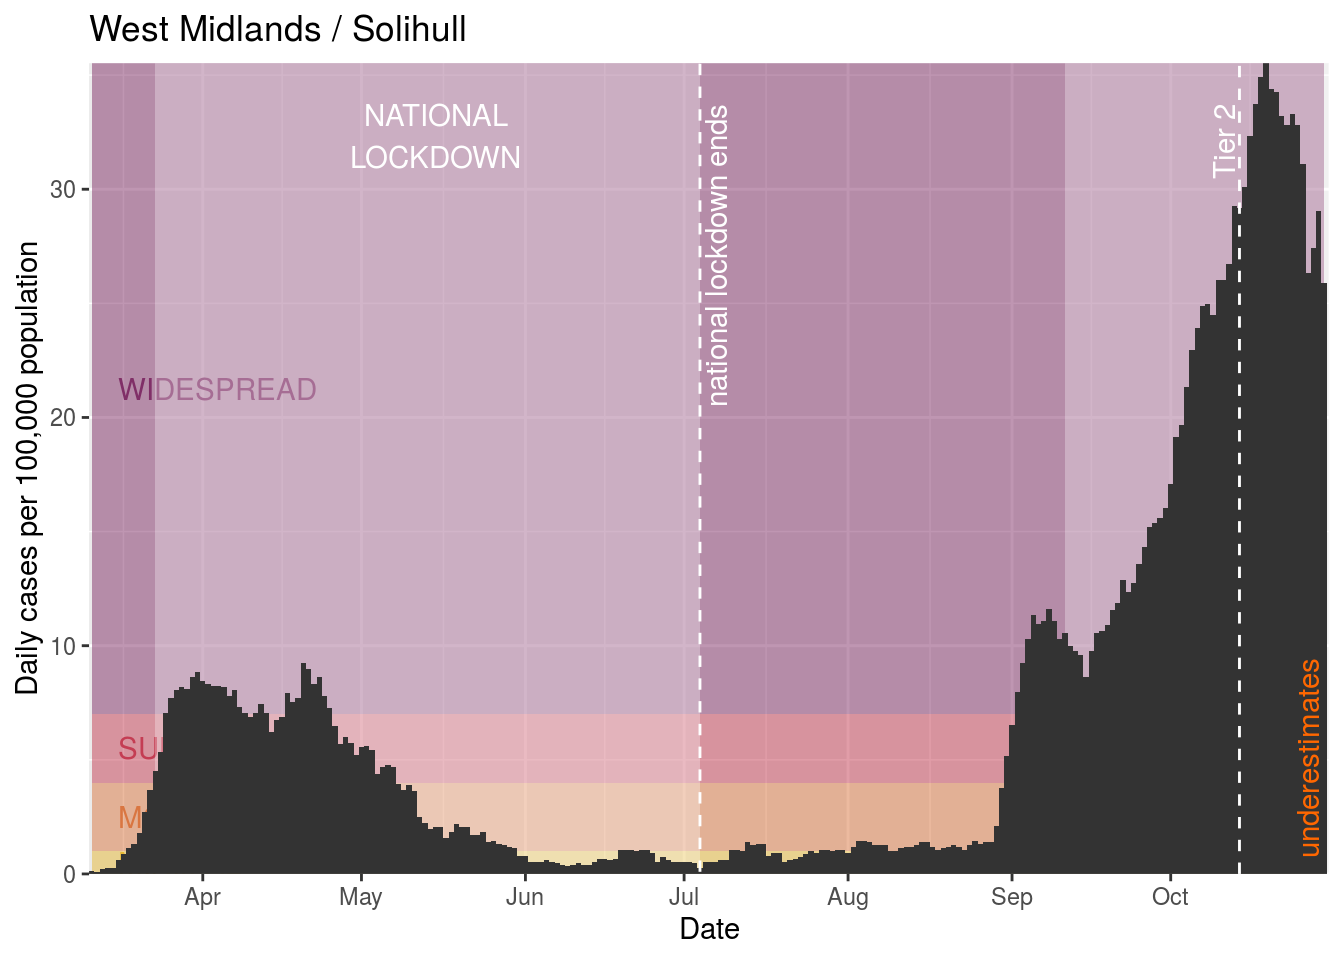 West Midlands / Solihull
NATIONAL
LOCKDOWN
national lockdown ends
Tier 2
WIDESPREAD
underestimates
Daily cases per 100,000 population
30
20
10
0
Apr
May
Jun
Jul
Aug
Sep
Oct
Date